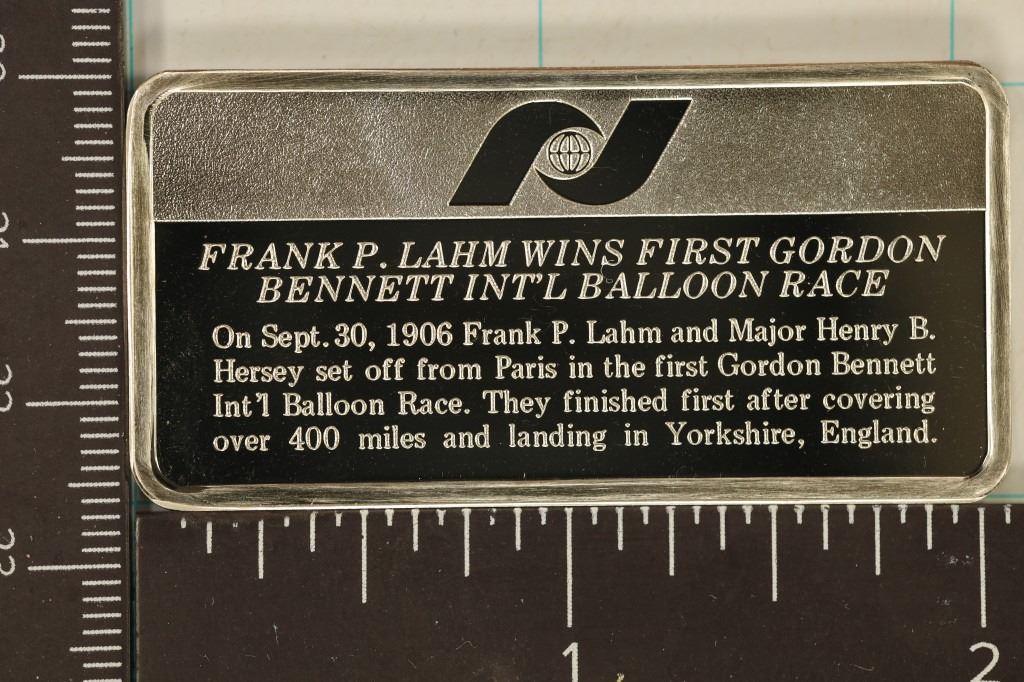 FRANK P. LAHM WINS FIRST GORDON
BENNETT INT'L BALLOON RACE
On Sept. 30, 1906 Frank P. Lahm and Major Henry B.
Hersey set off from Paris in the first Gordon Bennett
Int'l Balloon Race. They finished first after covering
over 400 miles and landing in Yorkshire, England.
1 2